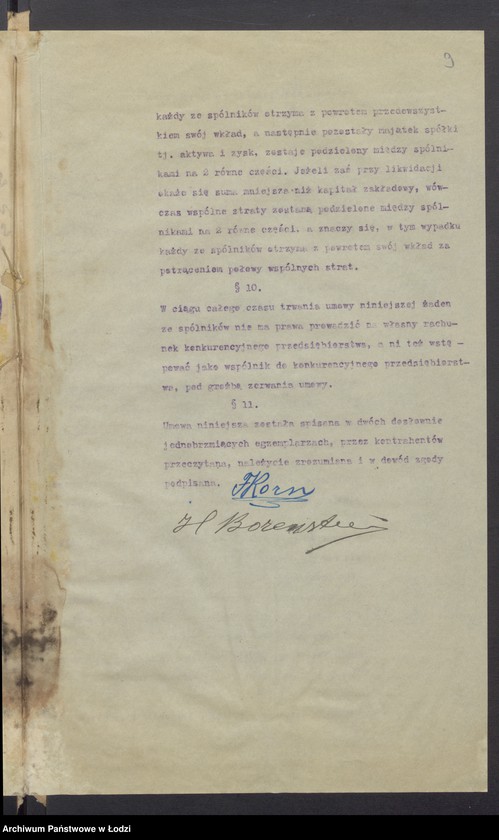 9
każdy ze spólników otrzyma z powrotem przedewszyst-
kiem swój wkład, a następnie pozostały majątek spółki
tj. aktywa i zysk, zostaje podzielony między spólni-
kami na 2 równe części. Jeżeli zaś przy likwidacji
okaże się suma mniejsza niż kapitał zakładowy, wów-
czas wspólne straty zostaną podzielone między spól-
nikami na 2 równe części, a znaczy się, w tym wypadku
każdy ze spólników otrzyma z powrotem swój wkład za
potrąceniem połowy wspólnych strat.
§ 10.
W ciągu całego czasu trwania umowy niniejszej żaden
ze spólników nie ma prawa prowadzić na własny rachu-
nek konkurencyjnego przedsiębierstwa, a ni też wstę -
pować jako wspólnik do konkurencyjnego przedsiębierst-
wa, pod groźbą zerwania umowy.
§ 11.
Umowa niniejsza została spisana w dwóch dosłownie
jednobrzmiących egzemplarzach, przez kontrahentów
przeczytana, należycie zrozumiana i w dowód zgody
podpisana.
Korn
H Borenstein
Archiwum Państwowe w Łodzi